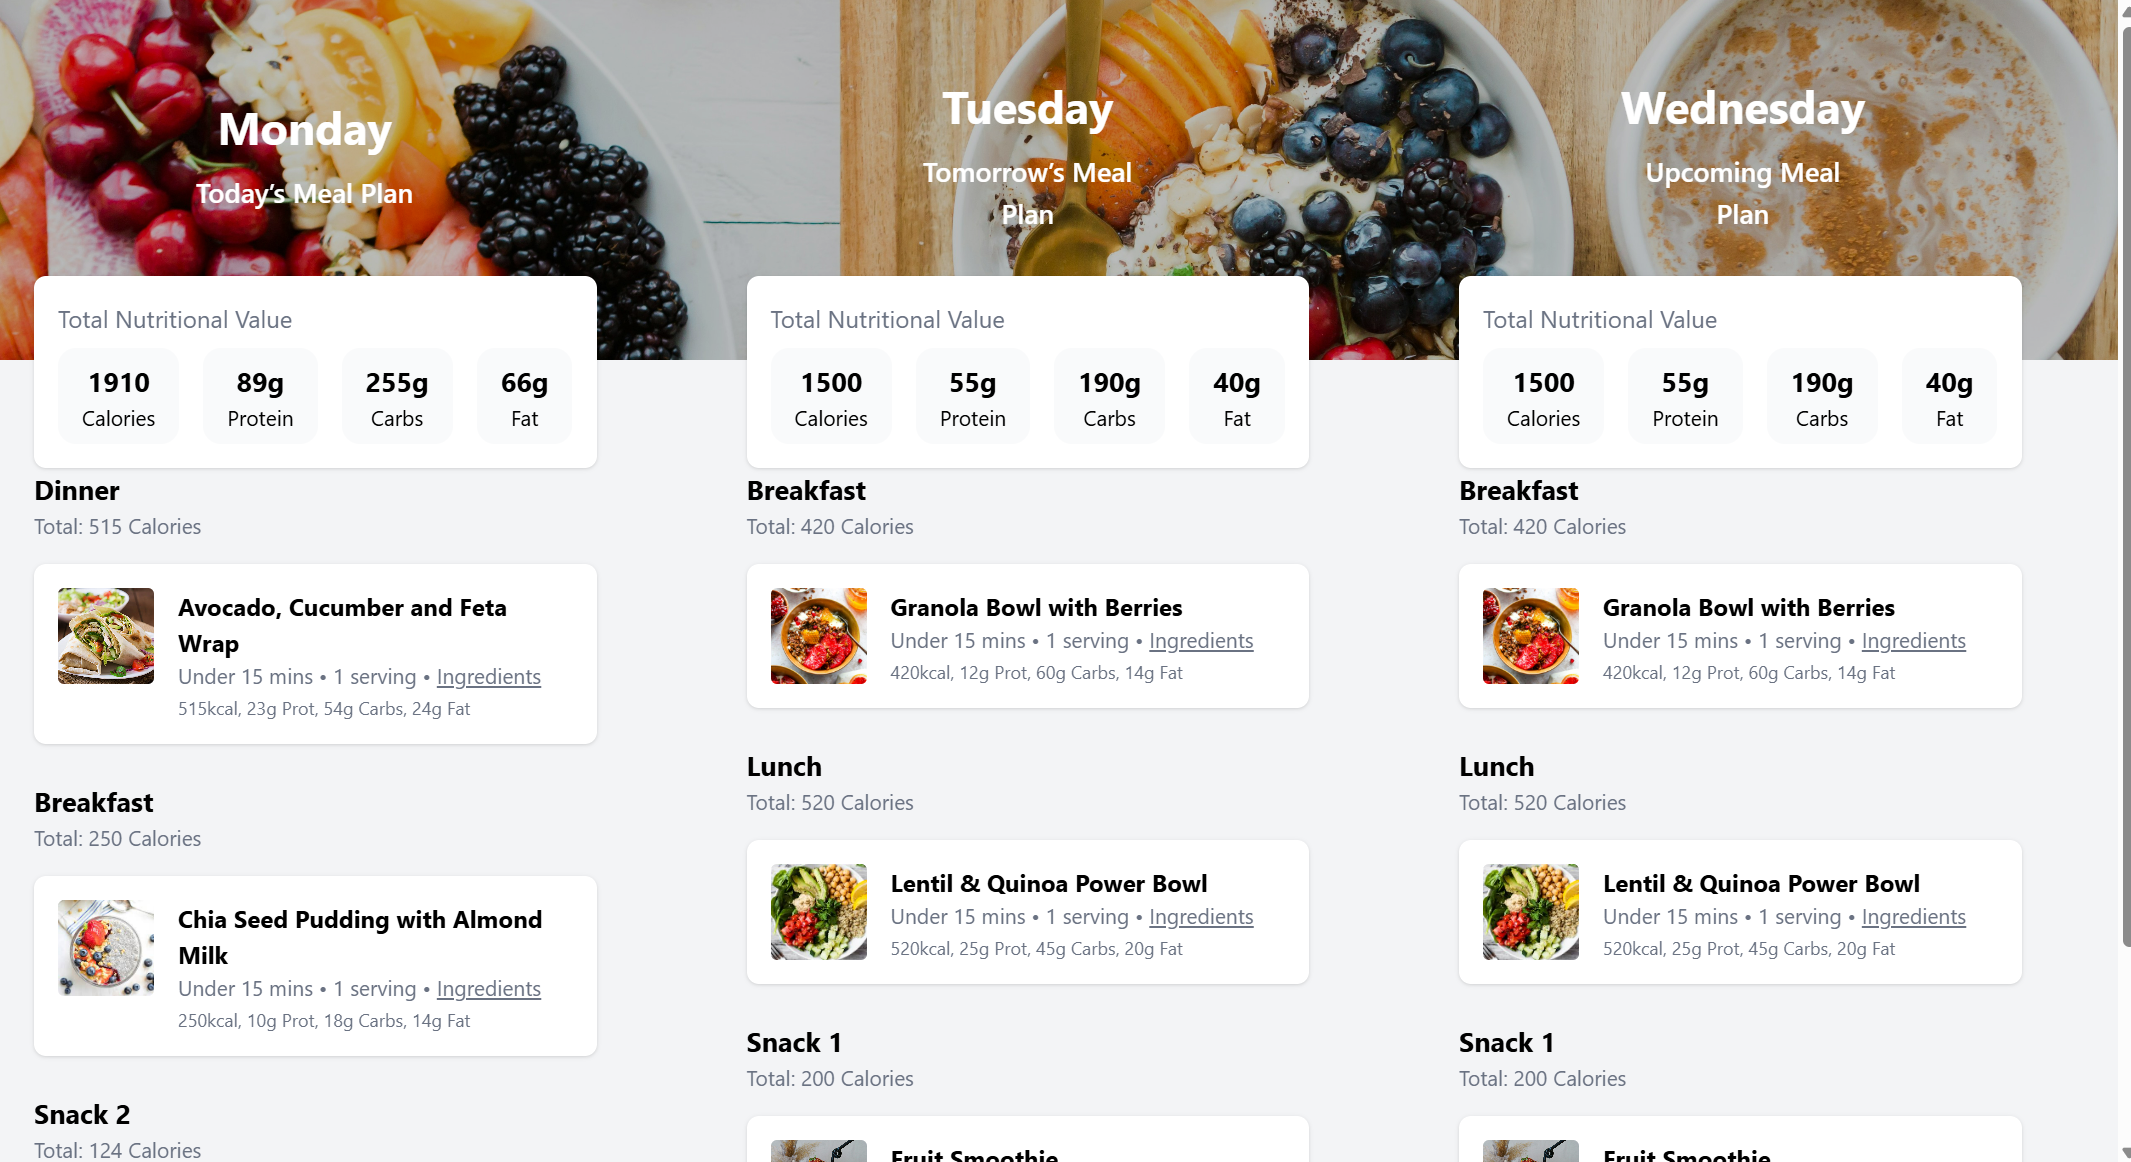 Monday
Today's Meal Plan
Total Nutritional Value
1910
Calories
89g
Protein
255g
Carbs
66g
Fat
Dinner
Total: 515 Calories
Avocado, Cucumber and Feta
Wrap
Under 15 mins • 1 serving • Ingredients
515kcal, 23g Prot, 54g Carbs, 24g Fat
Breakfast
Total: 250 Calories
Chia Seed Pudding with Almond
Milk
Under 15 mins • 1 serving • Ingredients
250kcal, 10g Prot, 18g Carbs, 14g Fat
Snack 2
Total: 124 Calories
Tuesday
Tomorrow's Meal
Plan
Total Nutritional Value
1500
Calories
55g
Protein
190g
Carbs
40g
Fat
Breakfast
Total: 420 Calories
Granola Bowl with Berries
Under 15 mins • 1 serving • Ingredients
420kcal, 12g Prot, 60g Carbs, 14g Fat
Lunch
Total: 520 Calories
Lentil & Quinoa Power Bowl
Under 15 mins • 1 serving • Ingredients
520kcal, 25g Prot, 45g Carbs, 20g Fat
Snack 1
Total: 200 Calories
Fruit Smoothie
Wednesday
Upcoming Meal
Plan
Total Nutritional Value
1500
Calories
55g
Protein
190g
Carbs
40g
Fat
Breakfast
Total: 420 Calories
Granola Bowl with Berries
Under 15 mins • 1 serving • Ingredients
420kcal, 12g Prot, 60g Carbs, 14g Fat
Lunch
Total: 520 Calories
Lentil & Quinoa Power Bowl
Under 15 mins • 1 serving • Ingredients
520kcal, 25g Prot, 45g Carbs, 20g Fat
Snack 1
Total: 200 Calories
Fruit Smoothie